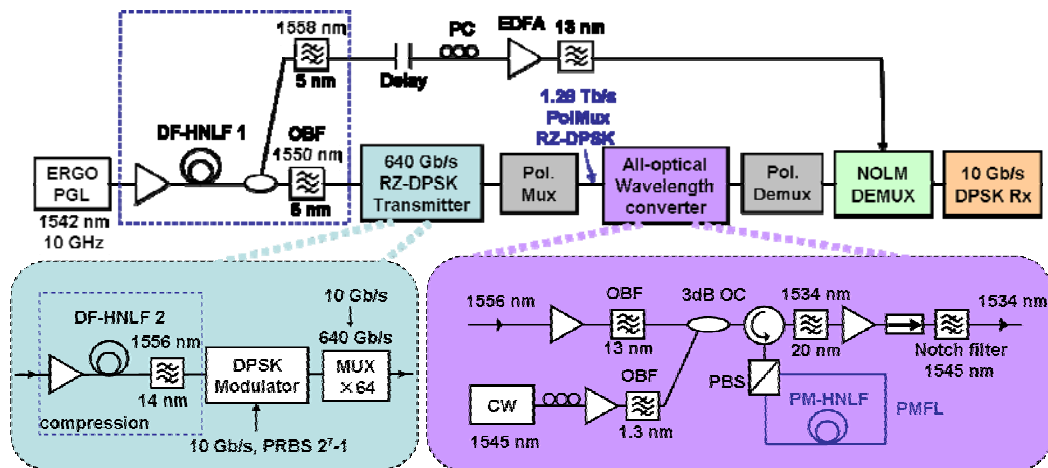 1558 nm
5 nm
Delay
PC
EDFA
13 nm
DF-HNLF 1
OBF
1550 nm
5 nm
ERGO
PGL
1542 nm
10 GHz
640 Gb/s
RZ-DPSK
Transmitter
Pol.
Mux
1.28 Tb/s
PolMux
RZ-DPSK
All-optical
Wavelength
converter
Pol.
Demux
NOLM
DEMUX
10 Gb/s
DPSK Rx
DF-HNLF 2
1556 nm
14 nm
compression
DPSK
Modulator
10 Gb/s, PRBS 2⁷-1
10 Gb/s
640 Gb/s
MUX
×64
1556 nm
OBF
13 nm
3dB OC
1534 nm
20 nm
1534 nm
Notch filter
1545 nm
CW
1545 nm
OBF
1.3 nm
PBS
PM-HNLF
PMFL